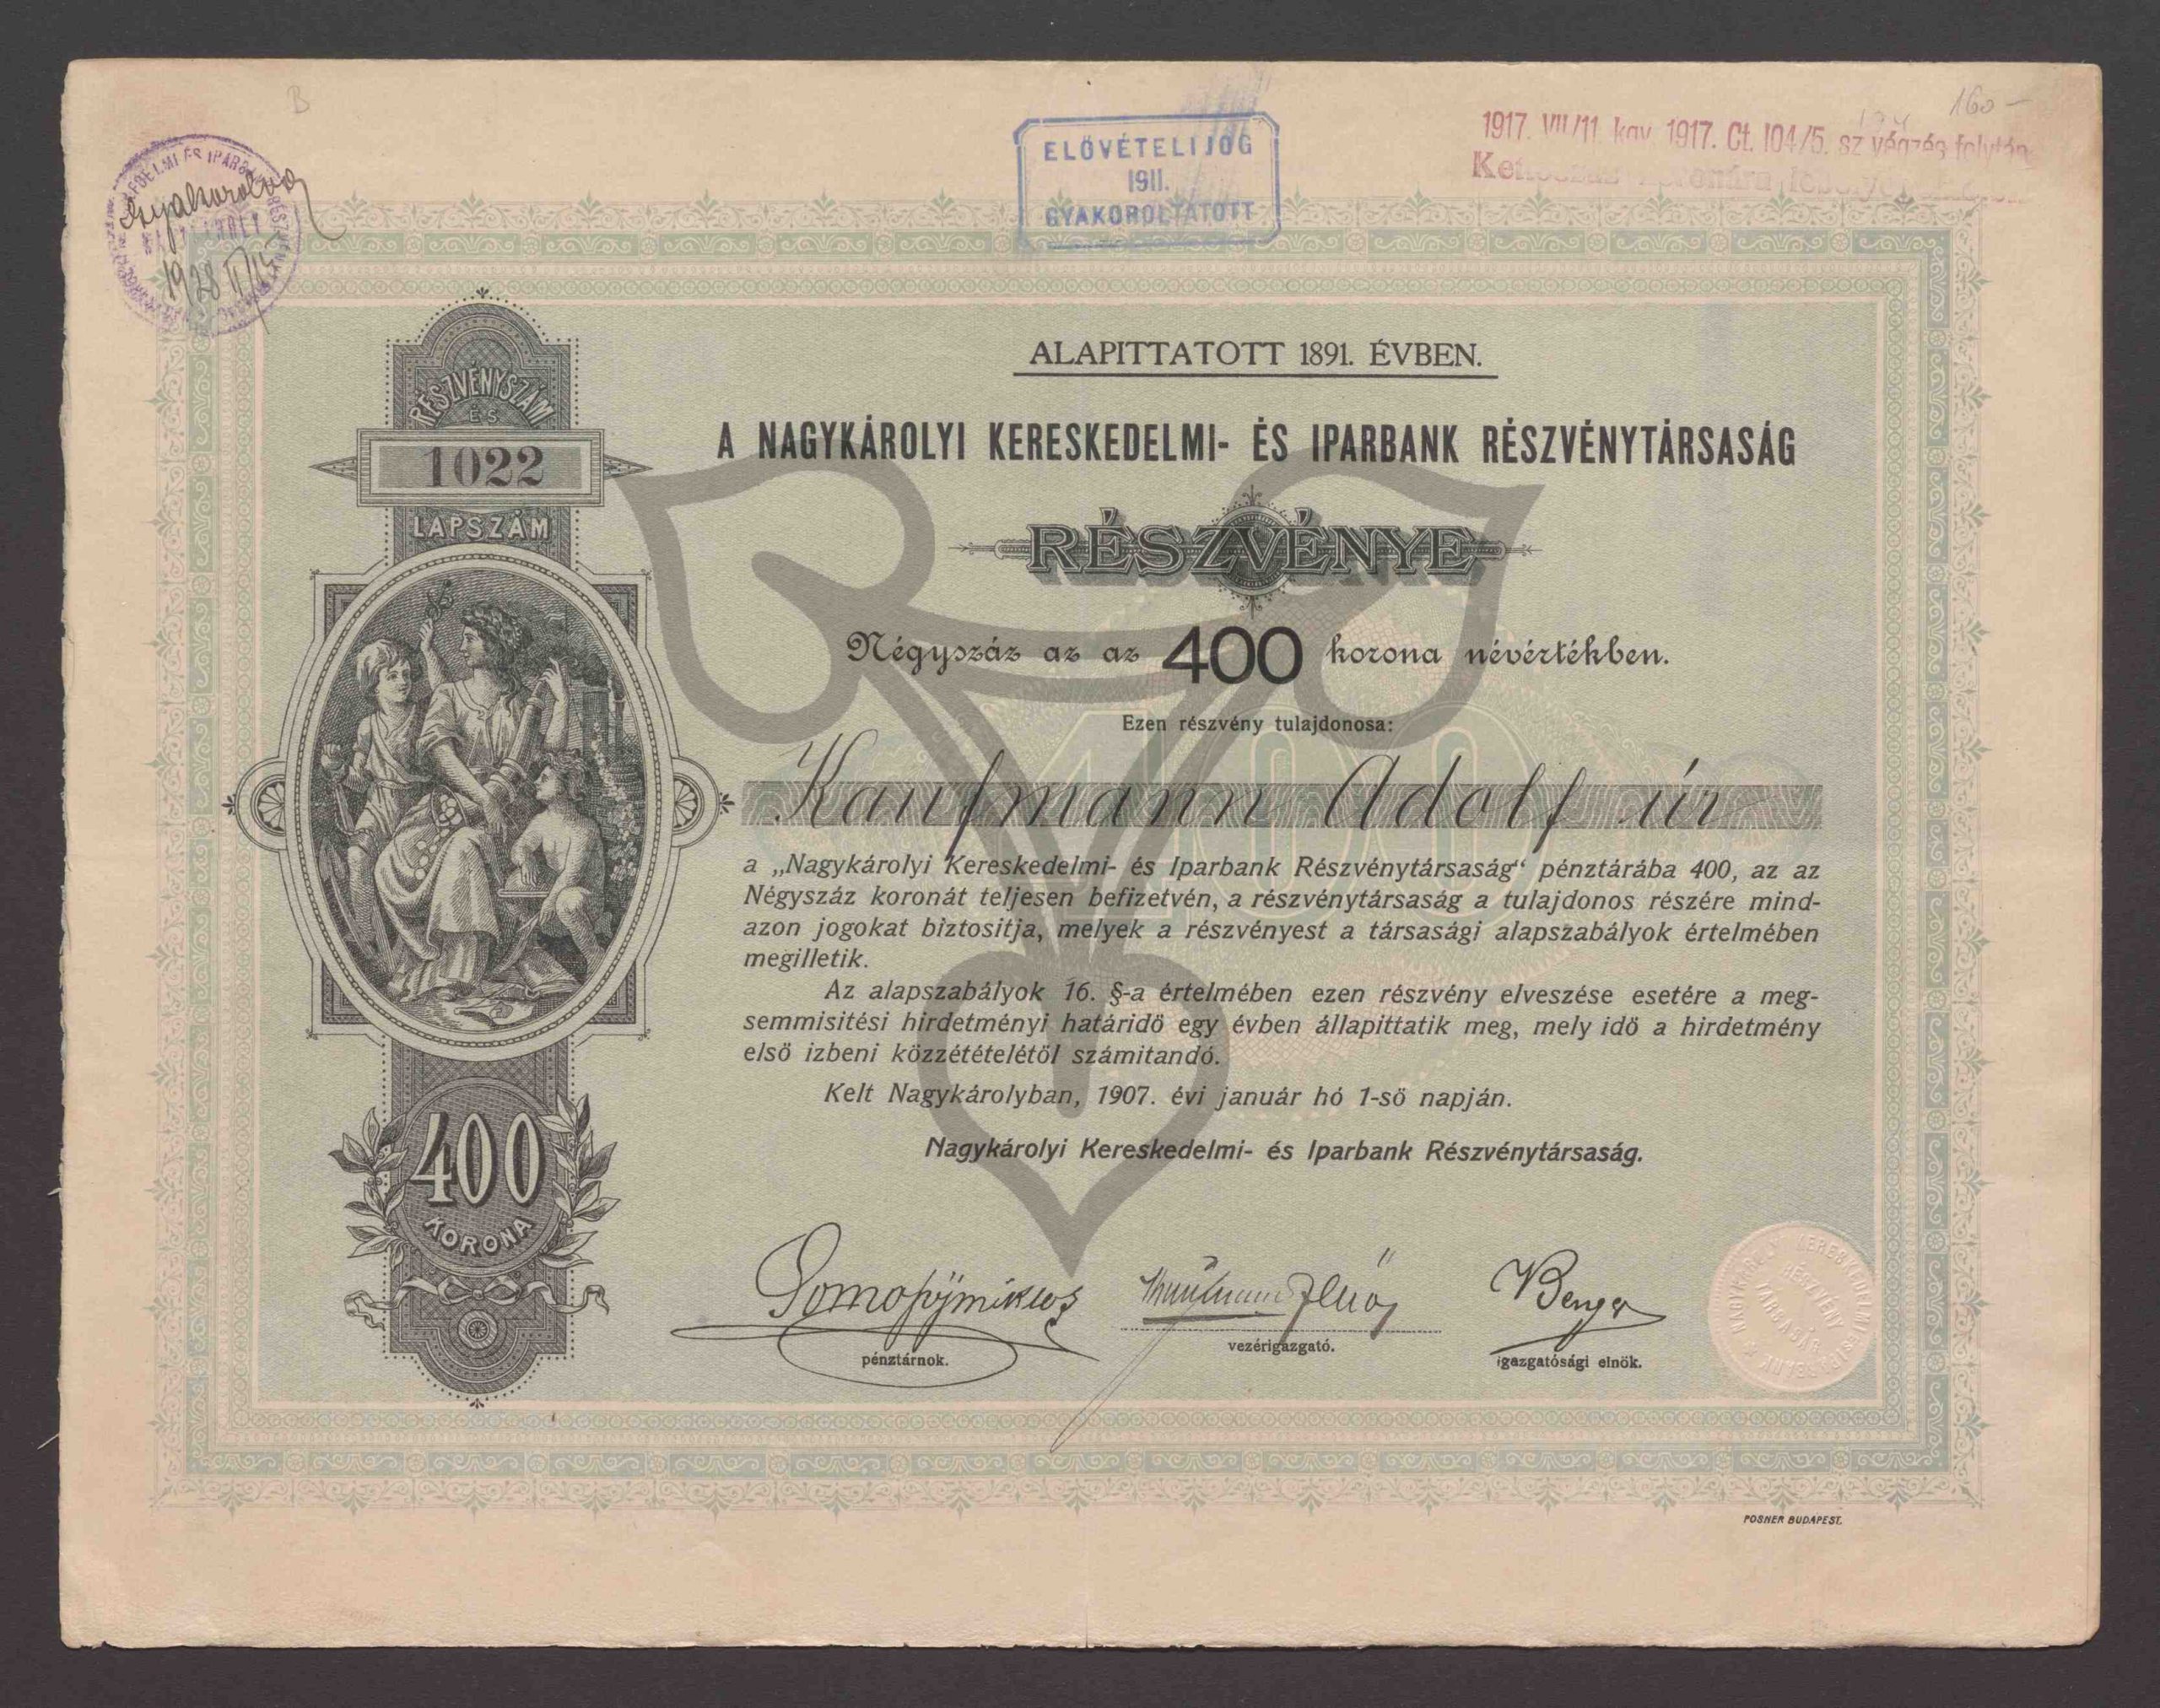 B
160 –
ELŐVÉTELI JOG
1911.
GYAKOROLTATOTT
1917. VII/11 kav. 1917. Ct. 104/5. sz végzés folytán
1928 II/15
ALAPITTATOTT 1891. ÉVBEN.
RÉSZVÉNYSZÁM
ÉS
1022
LAPSZÁM
A NAGYKÁROLYI KERESKEDELMI- ÉS IPARBANK RÉSZVÉNYTÁRSASÁG
RÉSZVÉNYE
Négyszáz az az 400 korona névértékben.
Ezen részvény tulajdonosa:
Kaufmann Adolf úr
a „Nagykárolyi Kereskedelmi- és Iparbank Részvénytársaság“ pénztárába 400, az az
Négyszáz koronát teljesen befizetvén, a részvénytársaság a tulajdonos részére mind-
azon jogokat biztositja, melyek a részvényest a társasági alapszabályok értelmében
megilletik.
Az alapszabályok 16. §-a értelmében ezen részvény elveszése esetére a meg-
semmisitési hirdetményi határidö egy évben állapittatik meg, mely idö a hirdetmény
elsö izbeni közzétételétöl számitandó.
Kelt Nagykárolyban, 1907. évi január hó 1-sö napján.
Nagykárolyi Kereskedelmi- és Iparbank Részvénytársaság.
400
KORONA
pénztárnok.
vezérigazgató.
igazgatósági elnök.
POSNER BUDAPEST.